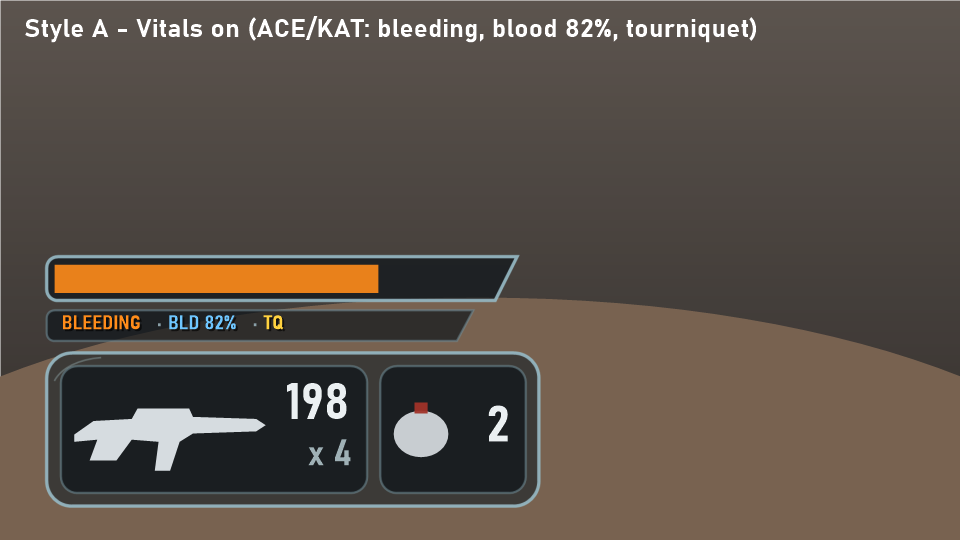 Style A - Vitals on (ACE/KAT: bleeding, blood 82%, tourniquet)
BLEEDING · BLD 82% · TQ
198
x 4
2